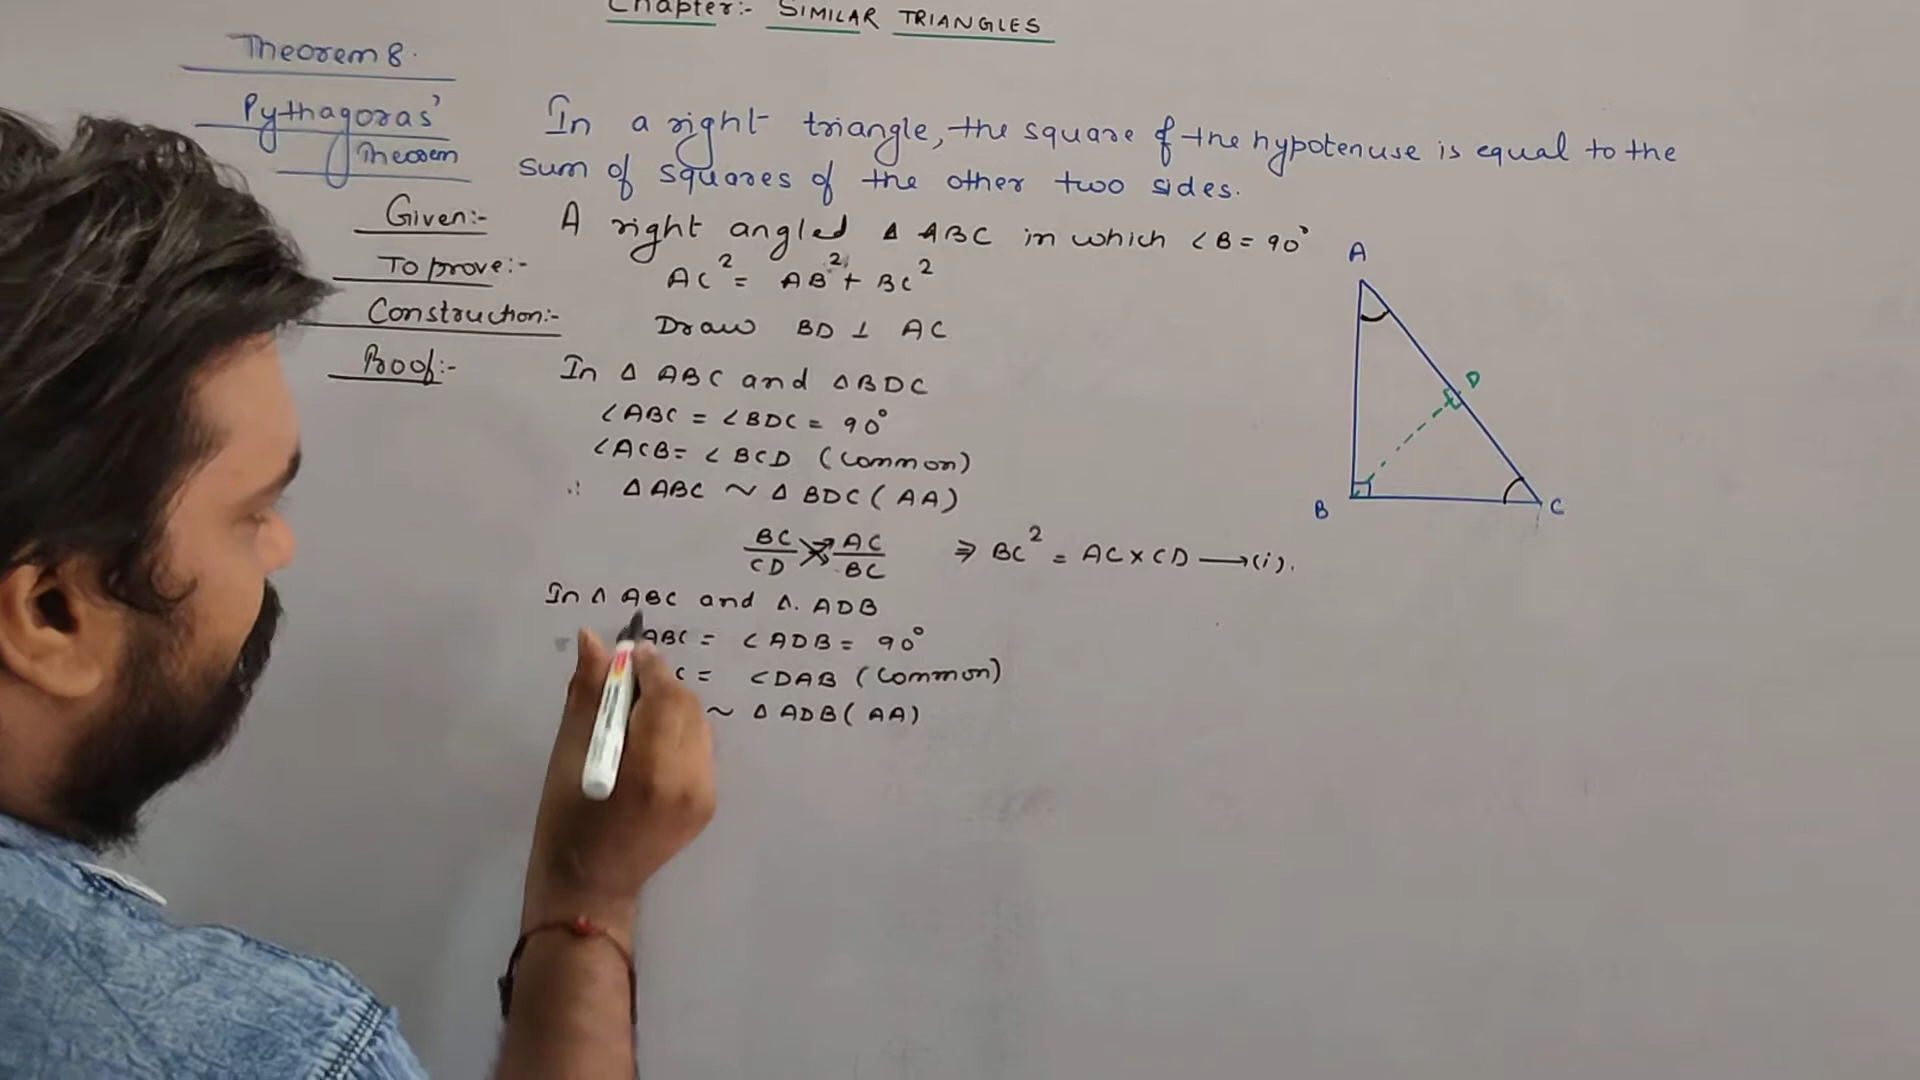 Chapter:- SIMILAR TRIANGLES
Theorem 8.
Pythagoras' Theorem
In a right triangle, the square of the hypotenuse is equal to the
sum of squares of the other two sides.
Given:- A right angled Δ ABC in which ∠B = 90°
To prove:- AC² = AB² + BC²
Construction:- Draw BD ⊥ AC
Proof:- In Δ ABC and ΔBDC
∠ABC = ∠BDC = 90°
∠ACB = ∠BCD (Common)
∴ ΔABC ~ Δ BDC (AA)
BC/CD = AC/BC ⇒ BC² = AC × CD ⟶ (i).
In Δ ABC and Δ. ADB
ABC = ∠ADB = 90°
C = ∠DAB (Common)
~ Δ ADB (AA)
A
D
B
C